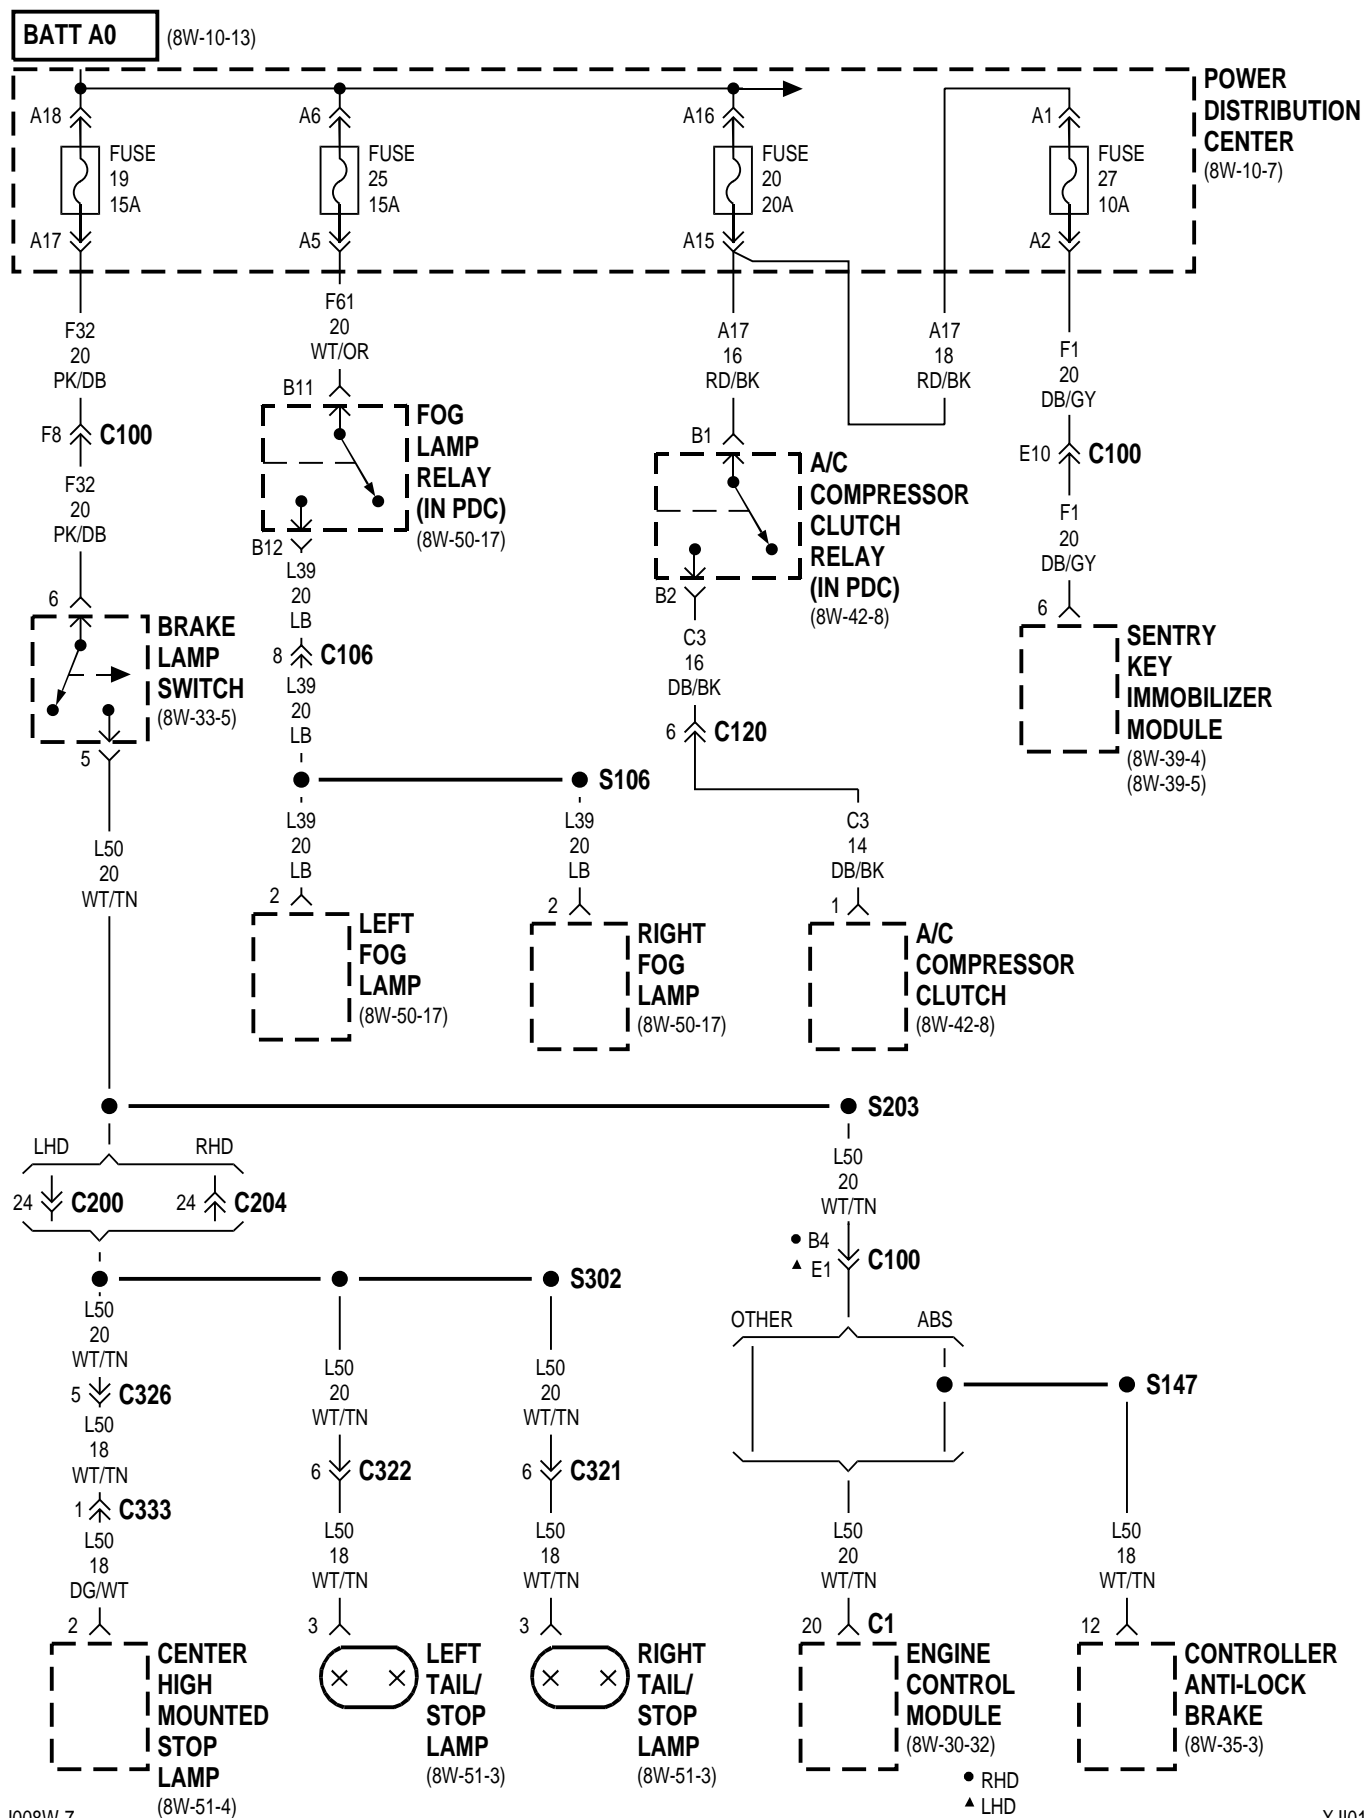 BATT A0 (8W-10-13)
POWER
DISTRIBUTION
CENTER
(8W-10-7)
A18
FUSE
19
15A
A17
A6
FUSE
25
15A
A5
A16
FUSE
20
20A
A15
A1
FUSE
27
10A
A2
F32
20
PK/DB
F8 C100
F32
20
PK/DB
6
BRAKE
LAMP
SWITCH
(8W-33-5)
5
L50
20
WT/TN
F61
20
WT/OR
B11
FOG
LAMP
RELAY
(IN PDC)
(8W-50-17)
B12
L39
20
LB
8 C106
L39
20
LB
S106
L39
20
LB
2
LEFT
FOG
LAMP
(8W-50-17)
L39
20
LB
2
RIGHT
FOG
LAMP
(8W-50-17)
A17
16
RD/BK
A17
18
RD/BK
B1
A/C
COMPRESSOR
CLUTCH
RELAY
(IN PDC)
(8W-42-8)
B2
C3
16
DB/BK
6 C120
C3
14
DB/BK
1
A/C
COMPRESSOR
CLUTCH
(8W-42-8)
F1
20
DB/GY
E10 C100
F1
20
DB/GY
6
SENTRY
KEY
IMMOBILIZER
MODULE
(8W-39-4)
(8W-39-5)
S203
LHD RHD
24 C200 24 C204
S302
L50
20
WT/TN
5 C326
L50
18
WT/TN
1 C333
L50
18
DG/WT
2
CENTER
HIGH
MOUNTED
STOP
LAMP
(8W-51-4)
L50
20
WT/TN
6 C322
L50
18
WT/TN
3
LEFT
TAIL/
STOP
LAMP
(8W-51-3)
L50
20
WT/TN
6 C321
L50
18
WT/TN
3
RIGHT
TAIL/
STOP
LAMP
(8W-51-3)
L50
20
WT/TN
● B4
▲ E1 C100
OTHER ABS
S147
L50
20
WT/TN
20 C1
ENGINE
CONTROL
MODULE
(8W-30-32)
L50
18
WT/TN
12
CONTROLLER
ANTI-LOCK
BRAKE
(8W-35-3)
● RHD
▲ LHD